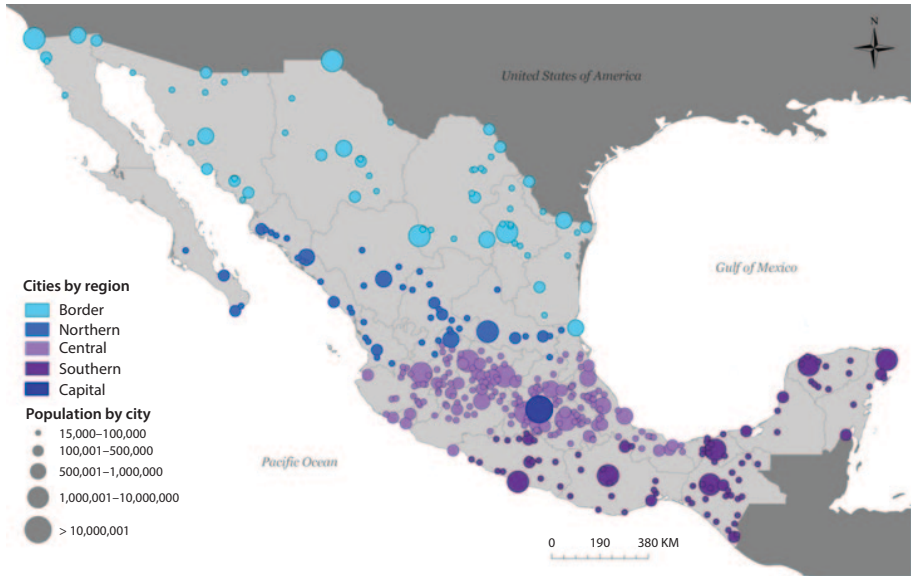 N
United States of America
Gulf of Mexico
Cities by region
Border
Northern
Central
Southern
Capital
Population by city
15,000–100,000
100,001–500,000
500,001–1,000,000
1,000,001–10,000,000
> 10,000,001
Pacific Ocean
0 190 380 KM